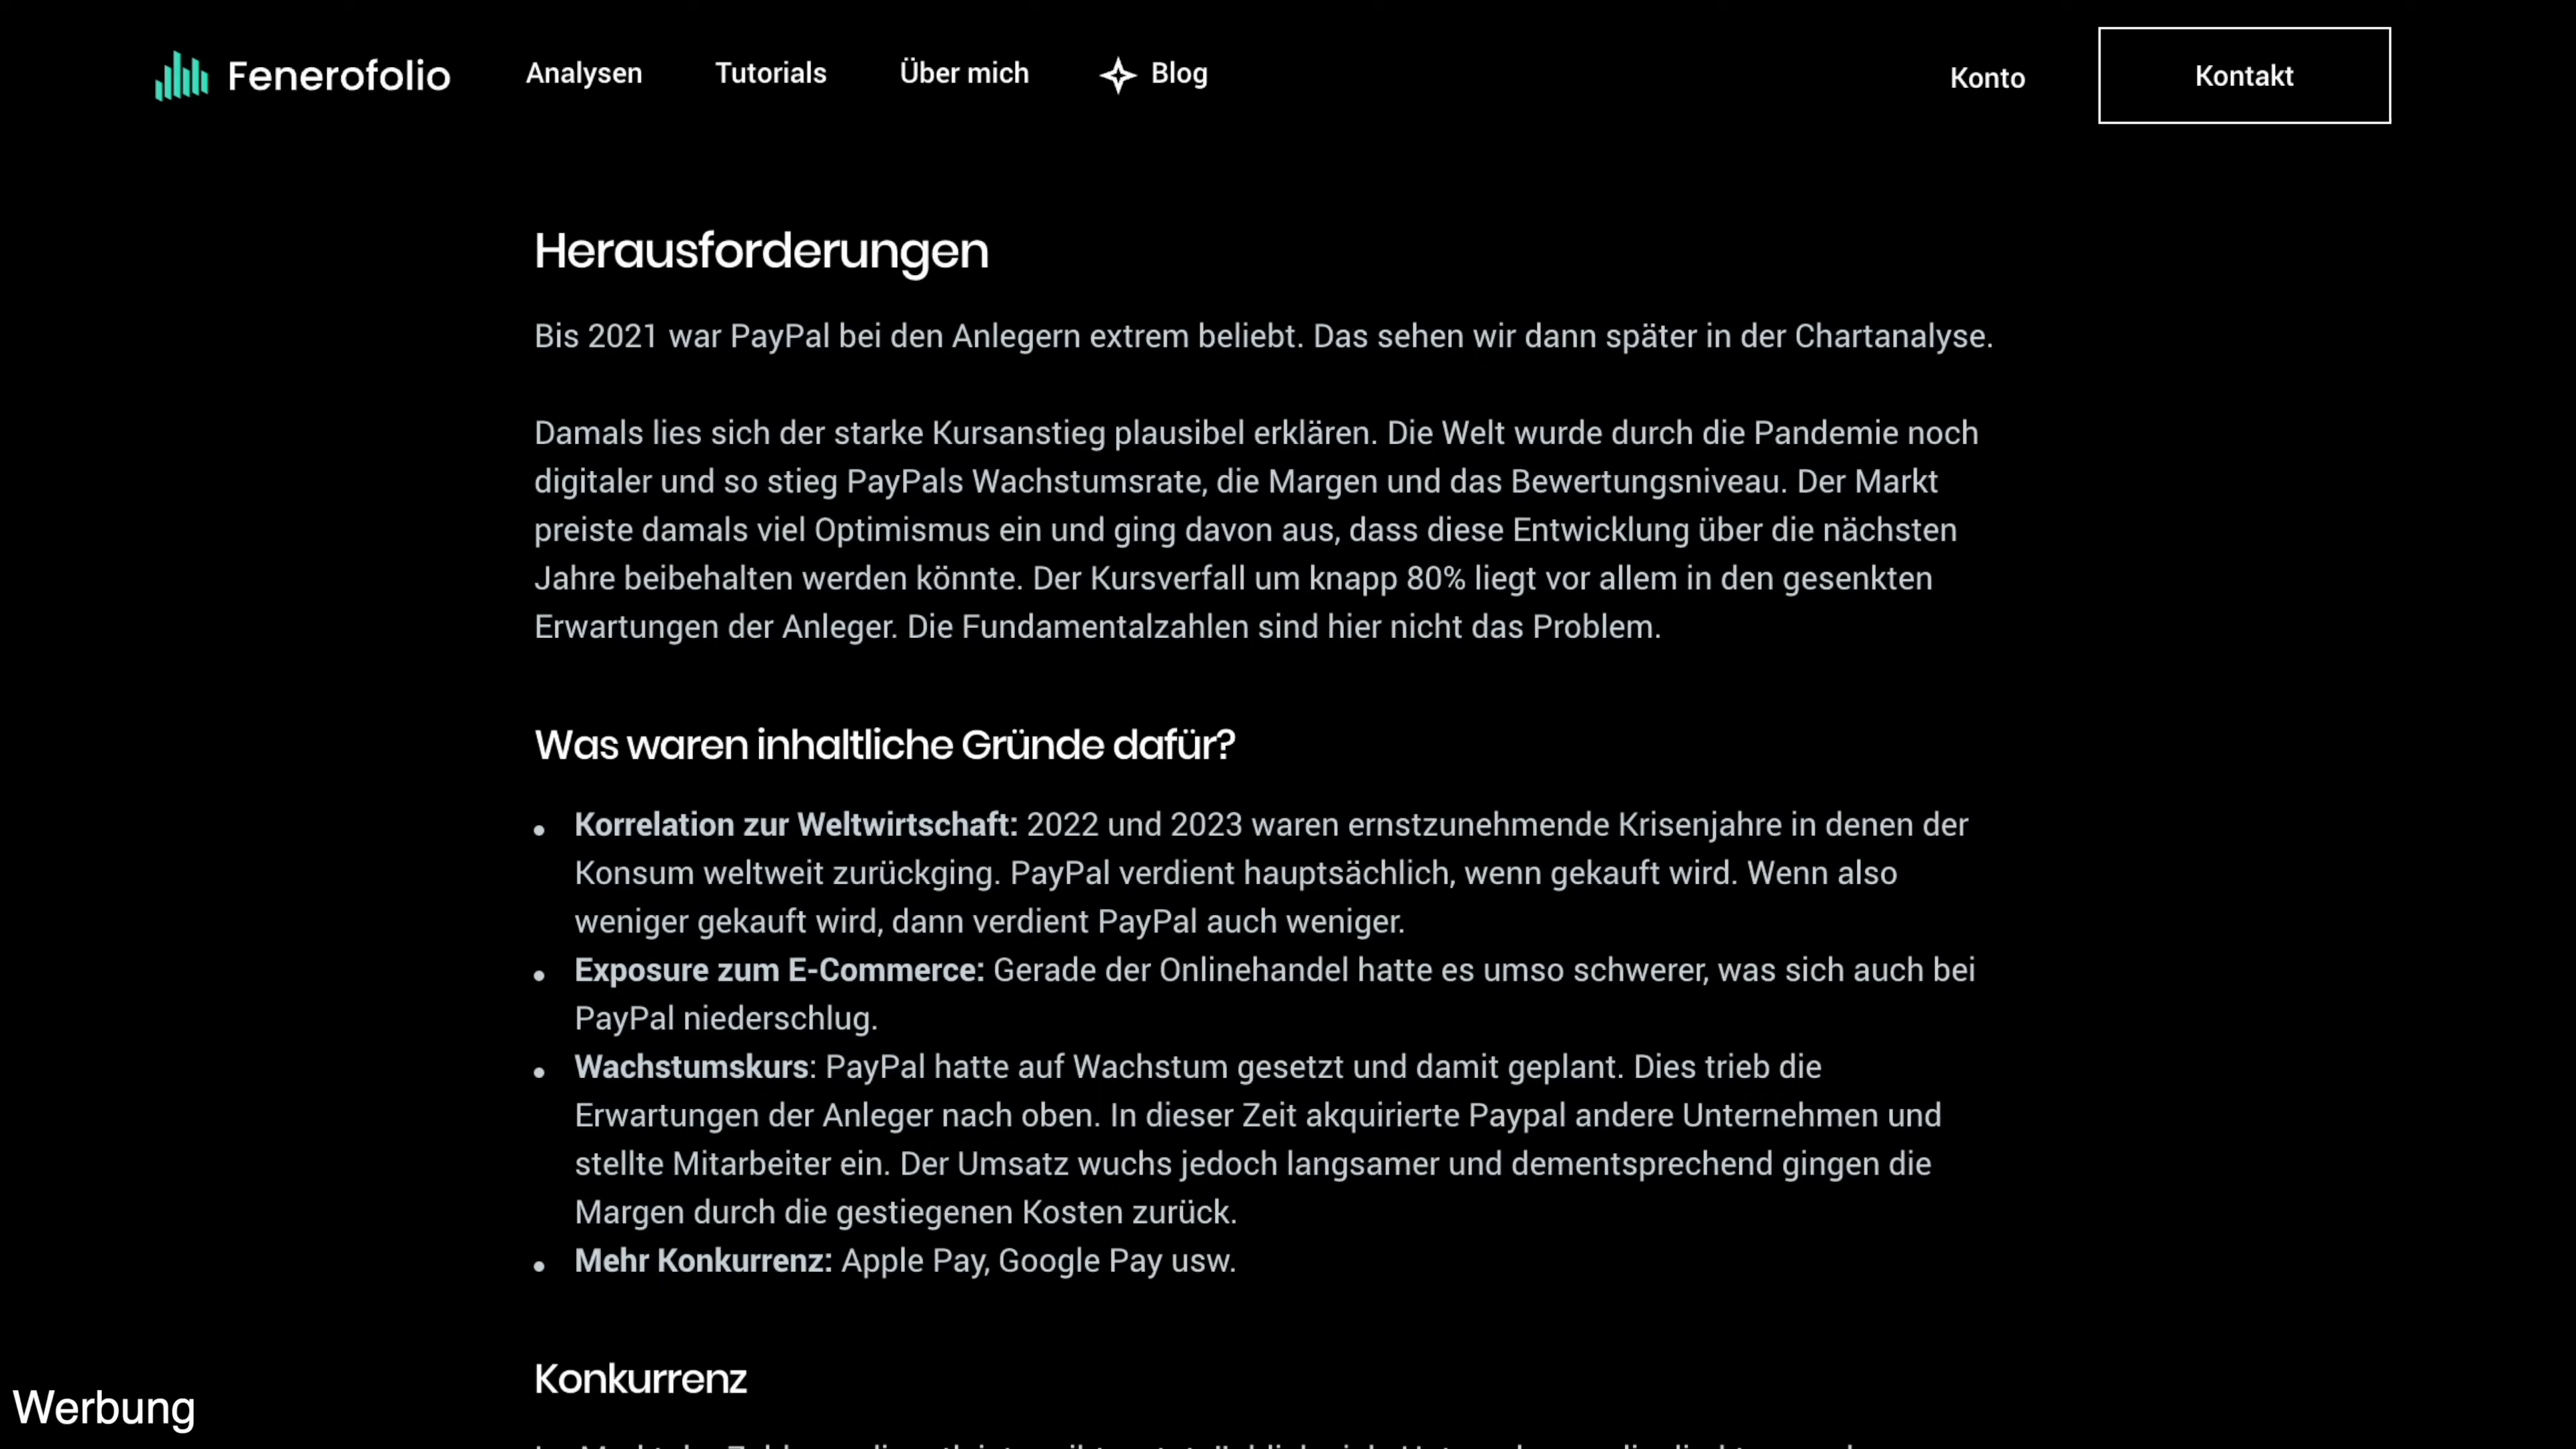 Fenerofolio Analysen Tutorials Über mich Blog Konto Kontakt
Herausforderungen
Bis 2021 war PayPal bei den Anlegern extrem beliebt. Das sehen wir dann später in der Chartanalyse.
Damals lies sich der starke Kursanstieg plausibel erklären. Die Welt wurde durch die Pandemie noch
digitaler und so stieg PayPals Wachstumsrate, die Margen und das Bewertungsniveau. Der Markt
preiste damals viel Optimismus ein und ging davon aus, dass diese Entwicklung über die nächsten
Jahre beibehalten werden könnte. Der Kursverfall um knapp 80% liegt vor allem in den gesenkten
Erwartungen der Anleger. Die Fundamentalzahlen sind hier nicht das Problem.
Was waren inhaltliche Gründe dafür?
• Korrelation zur Weltwirtschaft: 2022 und 2023 waren ernstzunehmende Krisenjahre in denen der
Konsum weltweit zurückging. PayPal verdient hauptsächlich, wenn gekauft wird. Wenn also
weniger gekauft wird, dann verdient PayPal auch weniger.
• Exposure zum E-Commerce: Gerade der Onlinehandel hatte es umso schwerer, was sich auch bei
PayPal niederschlug.
• Wachstumskurs: PayPal hatte auf Wachstum gesetzt und damit geplant. Dies trieb die
Erwartungen der Anleger nach oben. In dieser Zeit akquirierte Paypal andere Unternehmen und
stellte Mitarbeiter ein. Der Umsatz wuchs jedoch langsamer und dementsprechend gingen die
Margen durch die gestiegenen Kosten zurück.
• Mehr Konkurrenz: Apple Pay, Google Pay usw.
Konkurrenz
Werbung